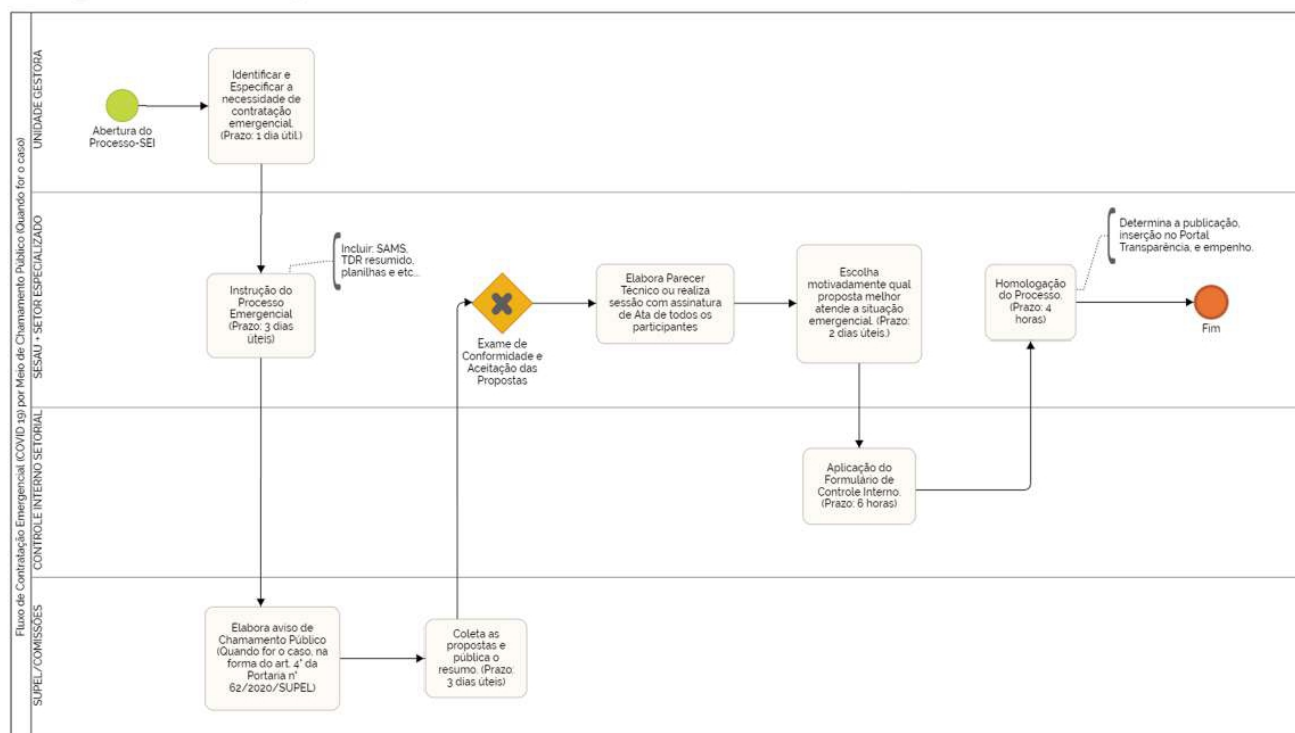 Fluxo de Contratação Emergencial (COVID 19) por Meio de Chamamento Público (Quando for o caso)
UNIDADE GESTORA
Abertura do
Processo-SEI
Identificar e
Especificar a
necessidade de
contratação
emergencial.
(Prazo: 1 dia útil.)
SESAU + SETOR ESPECIALIZADO
Instrução do
Processo
Emergencial
(Prazo: 3 dias
úteis)
Incluir: SAMS,
TDR resumido,
planilhas e etc...
Exame de
Conformidade e
Aceitação das
Propostas
Elabora Parecer
Técnico ou realiza
sessão com assinatura
de Ata de todos os
participantes
Escolha
motivadamente qual
proposta melhor
atende a situação
emergencial. (Prazo:
2 dias úteis.)
Homologação
do Processo.
(Prazo: 4
horas)
Determina a publicação,
inserção no Portal
Transparência, e empenho.
Fim
CONTROLE INTERNO SETORIAL
Aplicação do
Formulário de
Controle Interno.
(Prazo: 6 horas)
SUPEL/COMISSÕES
Elabora aviso de
Chamamento Público
(Quando for o caso, na
forma do art. 4° da
Portaria n°
62/2020/SUPEL)
Coleta as
propostas e
pública o
resumo. (Prazo:
3 dias úteis)